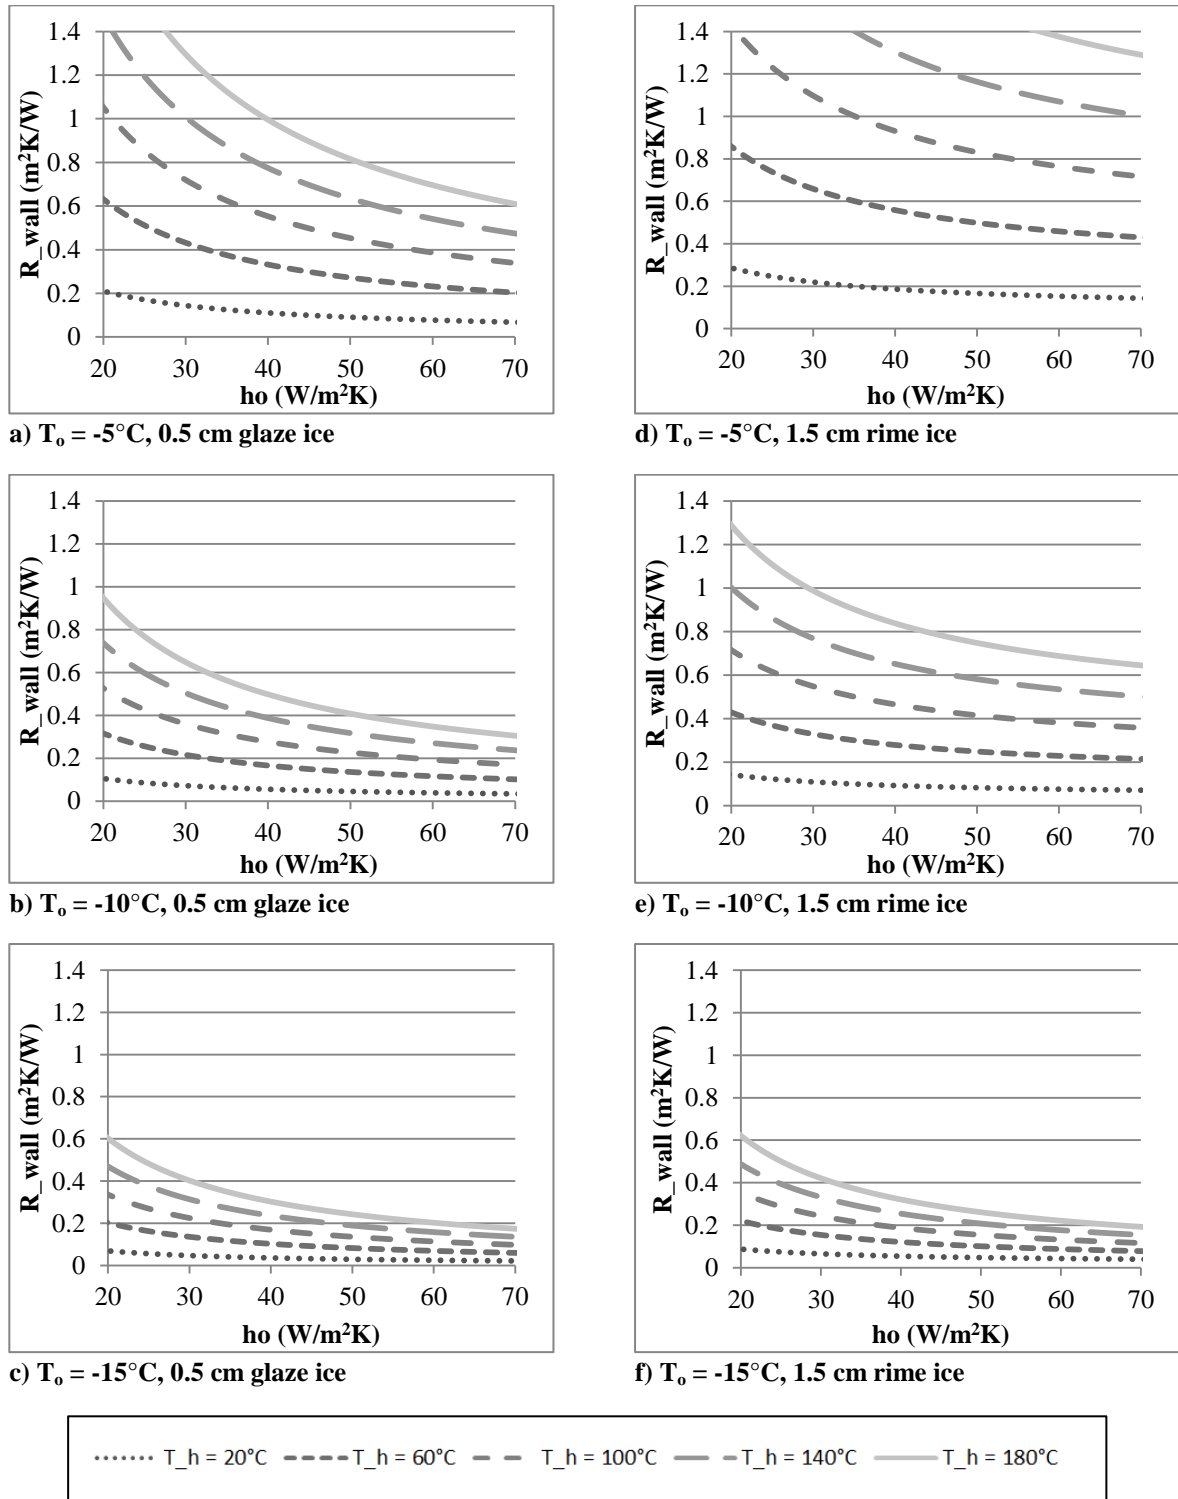 1.4
1.2
1
0.8
0.6
0.4
0.2
0
R_wall (m²K/W)
20 30 40 50 60 70
ho (W/m²K)
a) Tₒ = -5°C, 0.5 cm glaze ice
1.4
1.2
1
0.8
0.6
0.4
0.2
0
R_wall (m²K/W)
20 30 40 50 60 70
ho (W/m²K)
d) Tₒ = -5°C, 1.5 cm rime ice
1.4
1.2
1
0.8
0.6
0.4
0.2
0
R_wall (m²K/W)
20 30 40 50 60 70
ho (W/m²K)
b) Tₒ = -10°C, 0.5 cm glaze ice
1.4
1.2
1
0.8
0.6
0.4
0.2
0
R_wall (m²K/W)
20 30 40 50 60 70
ho (W/m²K)
e) Tₒ = -10°C, 1.5 cm rime ice
1.4
1.2
1
0.8
0.6
0.4
0.2
0
R_wall (m²K/W)
20 30 40 50 60 70
ho (W/m²K)
c) Tₒ = -15°C, 0.5 cm glaze ice
1.4
1.2
1
0.8
0.6
0.4
0.2
0
R_wall (m²K/W)
20 30 40 50 60 70
ho (W/m²K)
f) Tₒ = -15°C, 1.5 cm rime ice
T_h = 20°C T_h = 60°C T_h = 100°C T_h = 140°C T_h = 180°C